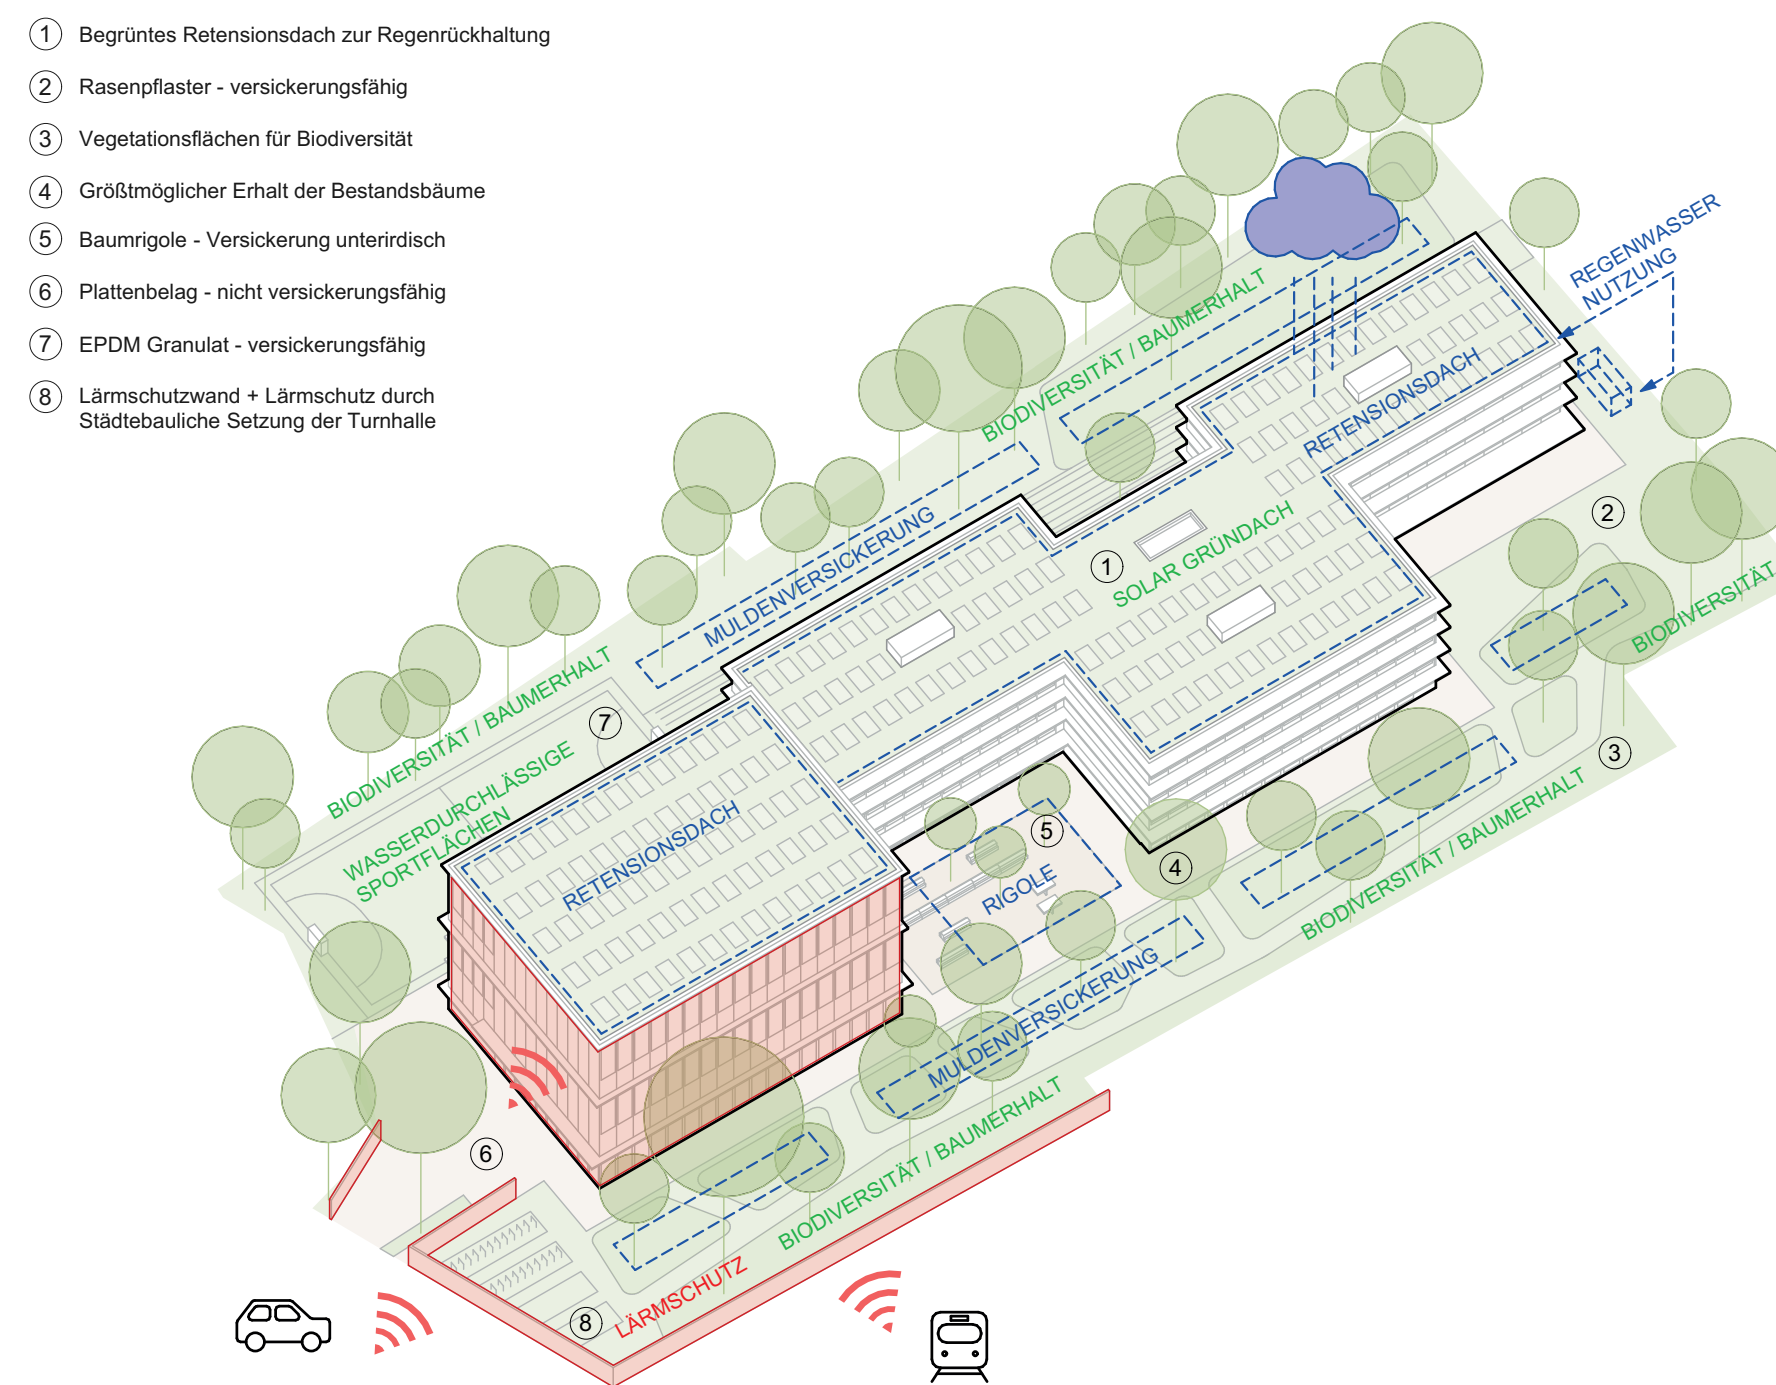 1 Begrüntes Retensionsdach zur Regenrückhaltung
2 Rasenpflaster - versickerungsfähig
3 Vegetationsflächen für Biodiversität
4 Größtmöglicher Erhalt der Bestandsbäume
5 Baumrigole - Versickerung unterirdisch
6 Plattenbelag - nicht versickerungsfähig
7 EPDM Granulat - versickerungsfähig
8 Lärmschutzwand + Lärmschutz durch
Städtebauliche Setzung der Turnhalle
REGENWASSER
NUTZUNG
BIODIVERSITÄT / BAUMERHALT
RETENSIONSDACH
2
MULDENVERSICKERUNG
1
SOLAR GRÜNDACH
BIODIVERSITÄT
BIODIVERSITÄT / BAUMERHALT
7
3
WASSERDURCHLÄSSIGE
SPORTFLÄCHEN
RETENSIONSDACH
5
4
RIGOLE
BIODIVERSITÄT / BAUMERHALT
MULDENVERSICKERUNG
6
BIODIVERSITÄT / BAUMERHALT
LÄRMSCHUTZ
8